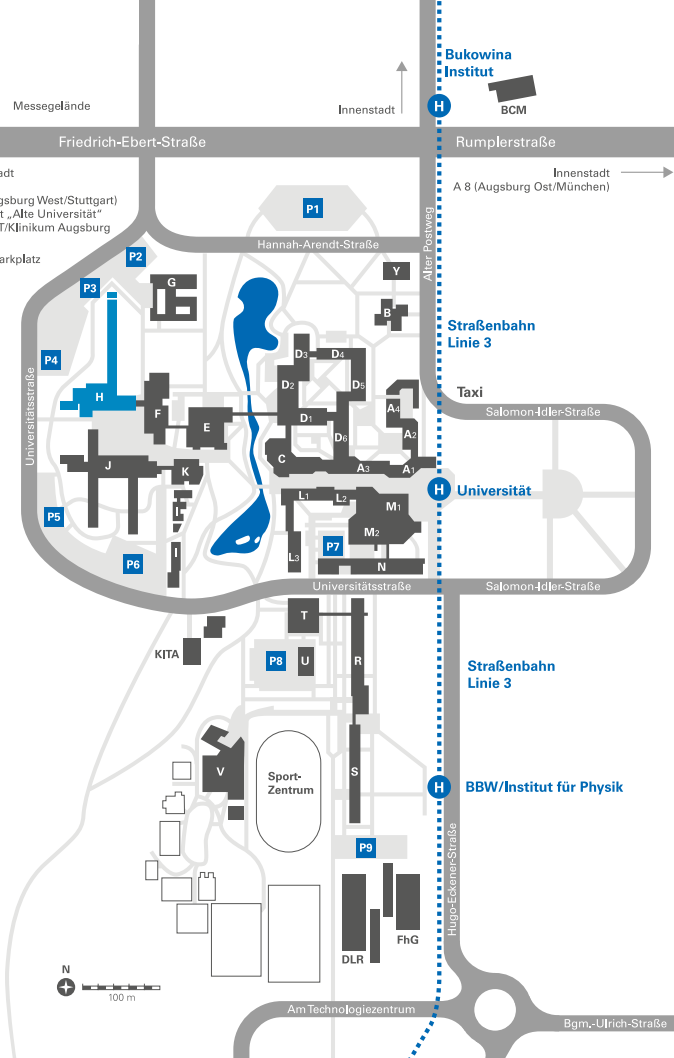 Bukowina
Institut
H
BCM
Messegelände
Innenstadt
Friedrich-Ebert-Straße
Rumplerstraße
adt
Innenstadt
A 8 (Augsburg Ost/München)
gsburg West/Stuttgart)
t „Alte Universität“
T/Klinikum Augsburg
arkplatz
P1
Hannah-Arendt-Straße
Alter Postweg
P2
Y
G
P3
B
Straßenbahn
Linie 3
D3
D4
P4
D2
D5
Taxi
H
F
D1
A4
Salomon-Idler-Straße
E
D6
A2
Universitätsstraße
J
K
C
A3
A1
H
Universität
L1
L2
M1
I
P5
M2
I
P7
L3
P6
N
Universitätsstraße
Salomon-Idler-Straße
T
KITA
P8
U
R
Straßenbahn
Linie 3
V
Sport-
Zentrum
S
H
BBW/Institut für Physik
P9
Hugo-Eckener-Straße
FhG
DLR
N
100 m
Am Technologiezentrum
Bgm.-Ulrich-Straße